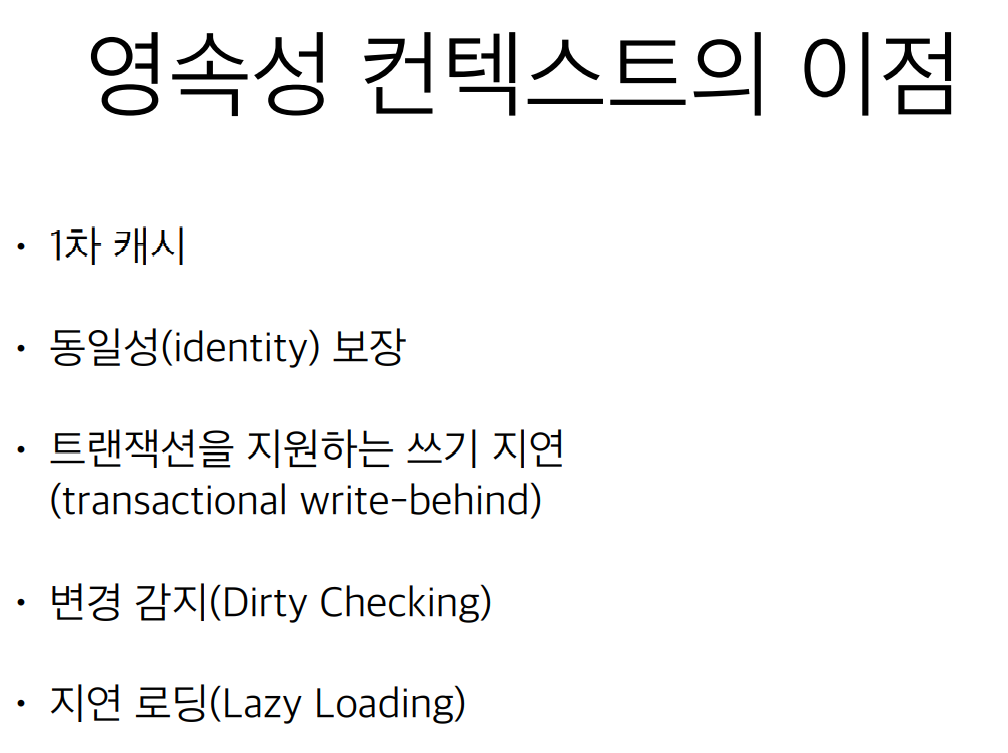 영속성 컨텍스트의 이점
• 1차 캐시
• 동일성(identity) 보장
• 트랜잭션을 지원하는 쓰기 지연
(transactional write-behind)
• 변경 감지(Dirty Checking)
• 지연 로딩(Lazy Loading)